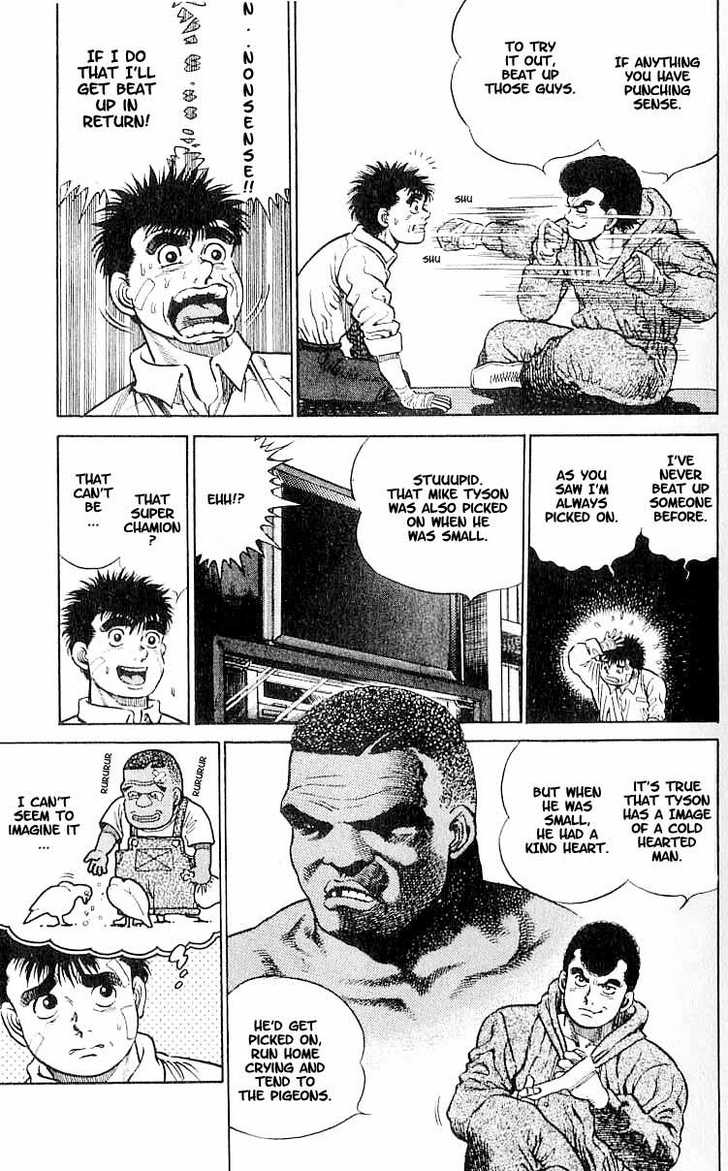 IF ANYTHING
YOU HAVE
PUNCHING
SENSE.
TO TRY
IT OUT,
BEAT UP
THOSE GUYS.
SHU
SHU
N..NONSENSE!!
IF I DO
THAT I'LL
GET BEAT
UP IN
RETURN!
I'VE
NEVER
BEAT UP
SOMEONE
BEFORE.
AS YOU
SAW I'M
ALWAYS
PICKED ON.
STUUUPID.
THAT MIKE TYSON
WAS ALSO PICKED
ON WHEN HE
WAS SMALL.
EHH!?
THAT
SUPER
CHAMION
?
THAT
CAN'T
BE
...
IT'S TRUE
THAT TYSON
HAS A IMAGE
OF A COLD
HEARTED
MAN.
BUT WHEN
HE WAS
SMALL,
HE HAD A
KIND HEART.
HE'D GET
PICKED ON,
RUN HOME
CRYING AND
TEND TO
THE PIGEONS.
RURURUR
RURURUR
I CAN'T
SEEM TO
IMAGINE IT
...